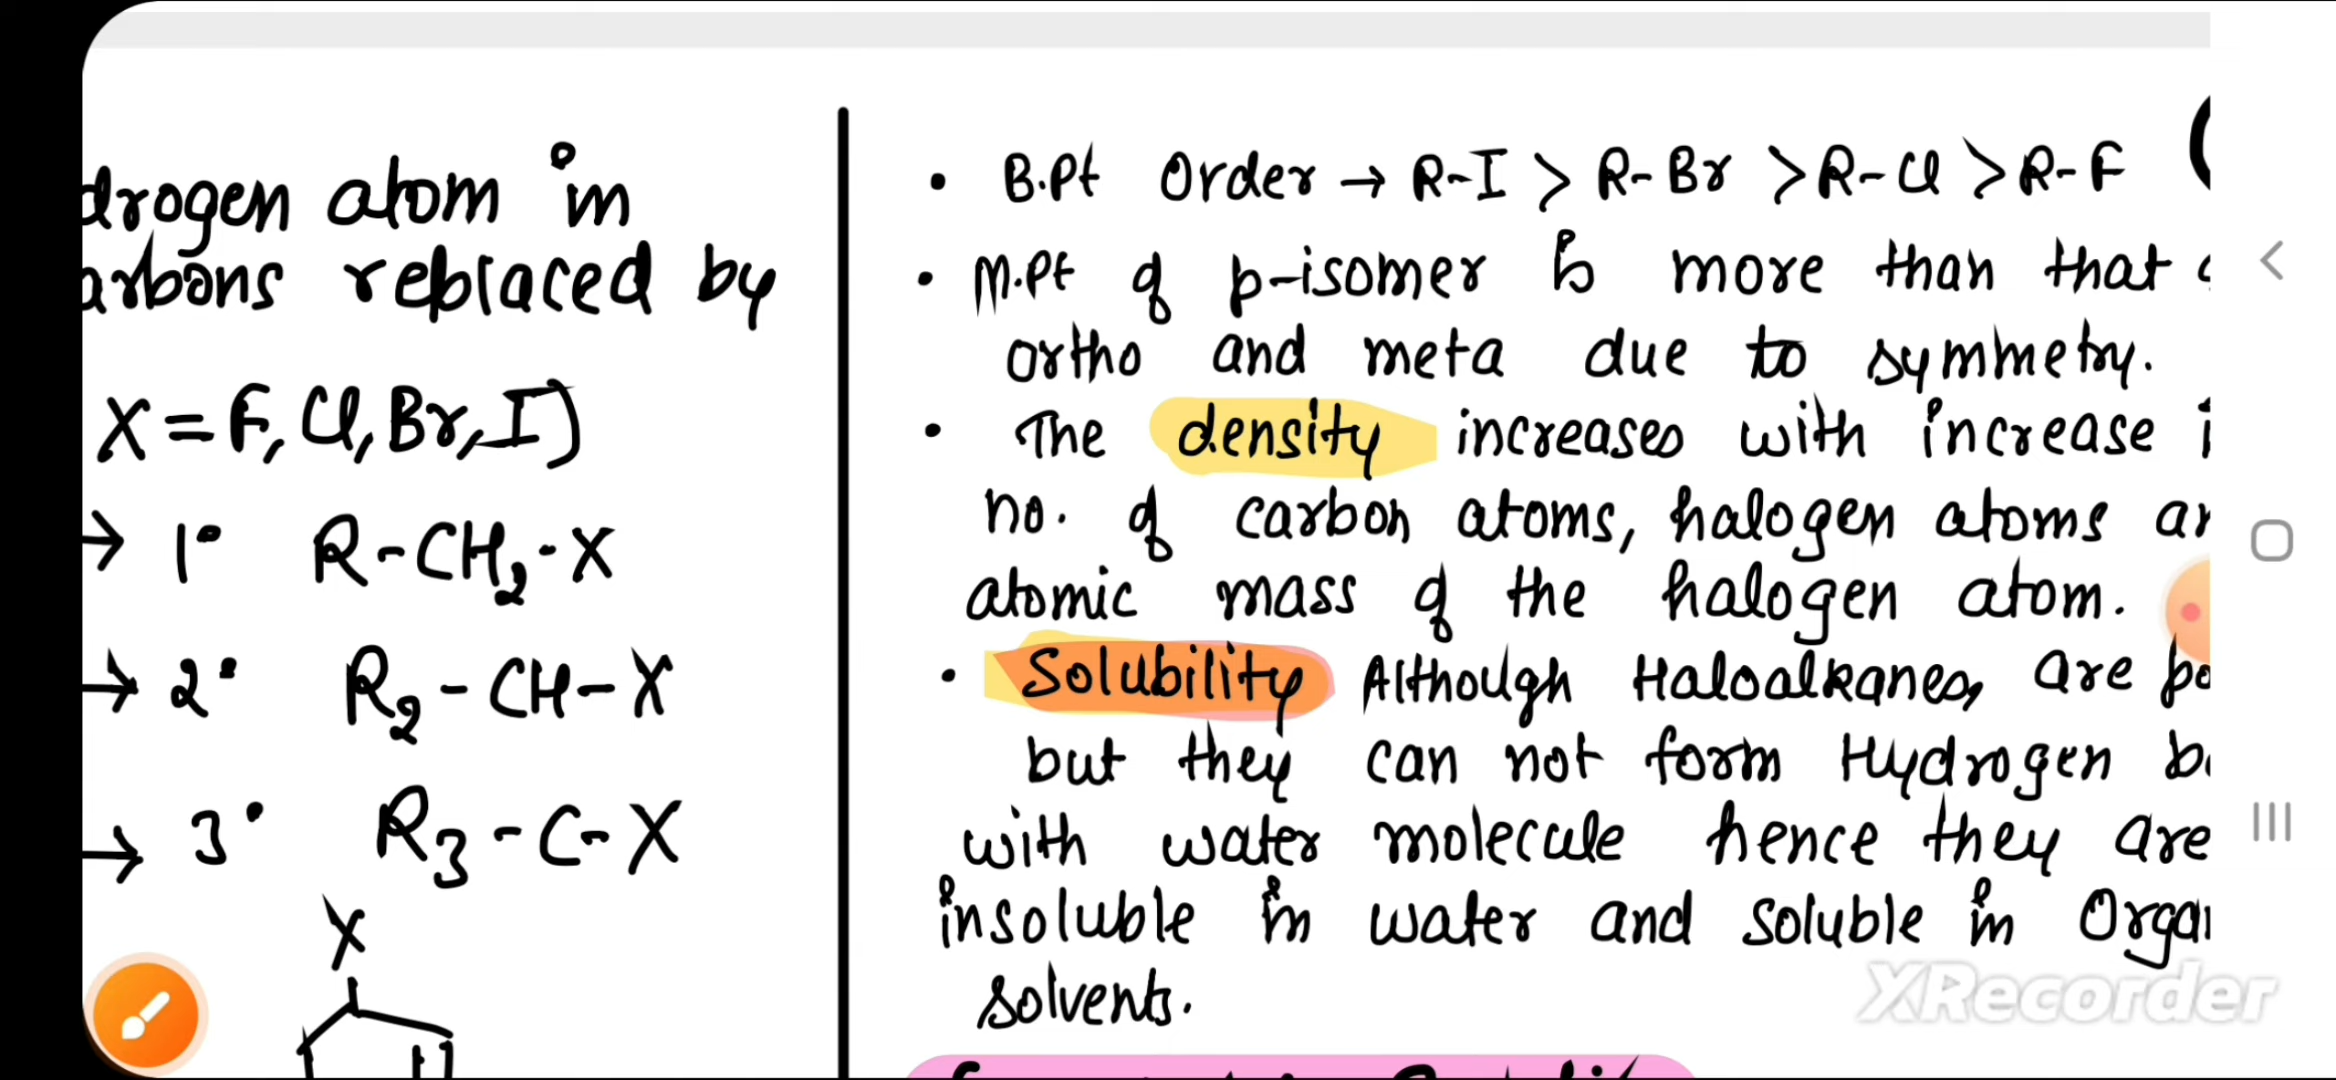 drogen atom in
arbons replaced by
X = F, Cl, Br, I)
→ 1° R-CH2-X
→ 2° R2-CH-X
→ 3° R3-C-X
X
• B.Pt Order → R-I > R-Br > R-Cl > R-F (
• M.Pt of p-isomer is more than that
ortho and meta due to symmetry.
• The density increases with increase i
no. of carbon atoms, halogen atoms an
atomic mass of the halogen atom.
• Solubility Although Haloalkanes are po
but they can not form Hydrogen b
with water molecule hence they are
insoluble in water and soluble in Organ
solvents.
XRecorder